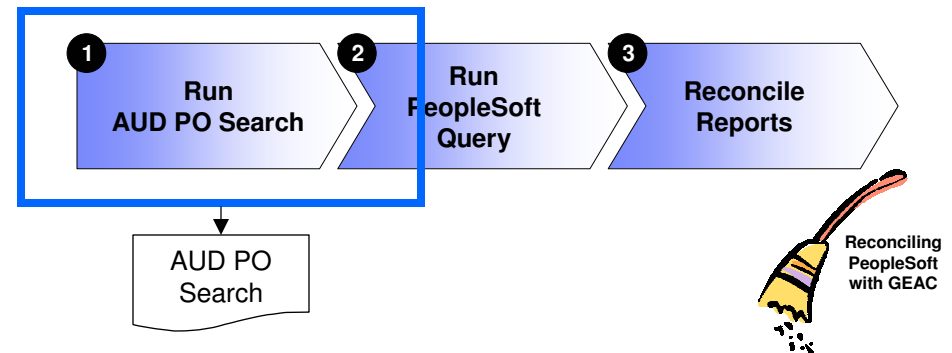 1
Run
AUD PO Search
2
Run
PeopleSoft
Query
3
Reconcile
Reports
AUD PO
Search
Reconciling
PeopleSoft
with GEAC